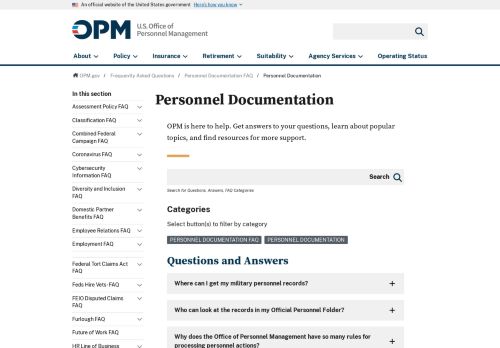 An official website of the United States government Here's how you know
OPM U.S. Office of
Personnel Management
About Policy Insurance Retirement Suitability Agency Services Operating Status
OPM.gov / Frequently Asked Questions / Personnel Documentation FAQ / Personnel Documentation
In this section
Assessment Policy FAQ
Classification FAQ
Combined Federal
Campaign FAQ
Coronavirus FAQ
Cybersecurity
Information FAQ
Diversity and Inclusion
FAQ
Domestic Partner
Benefits FAQ
Employee Relations FAQ
Employment FAQ
Federal Tort Claims Act
FAQ
Feds Hire Vets-FAQ
FEIO Disputed Claims
FAQ
Furlough FAQ
Future of Work FAQ
HR Line of Business
Personnel Documentation
OPM is here to help. Get answers to your questions, learn about popular
topics, and find resources for more support.
Search
Search for Questions, Answers, FAQ Categories
Categories
Select button(s) to filter by category
PERSONNEL DOCUMENTATION FAQ PERSONNEL DOCUMENTATION
Questions and Answers
Where can I get my military personnel records? +
Who can look at the records in my Official Personnel Folder? +
Why does the Office of Personnel Management have so many rules for
processing personnel actions? +